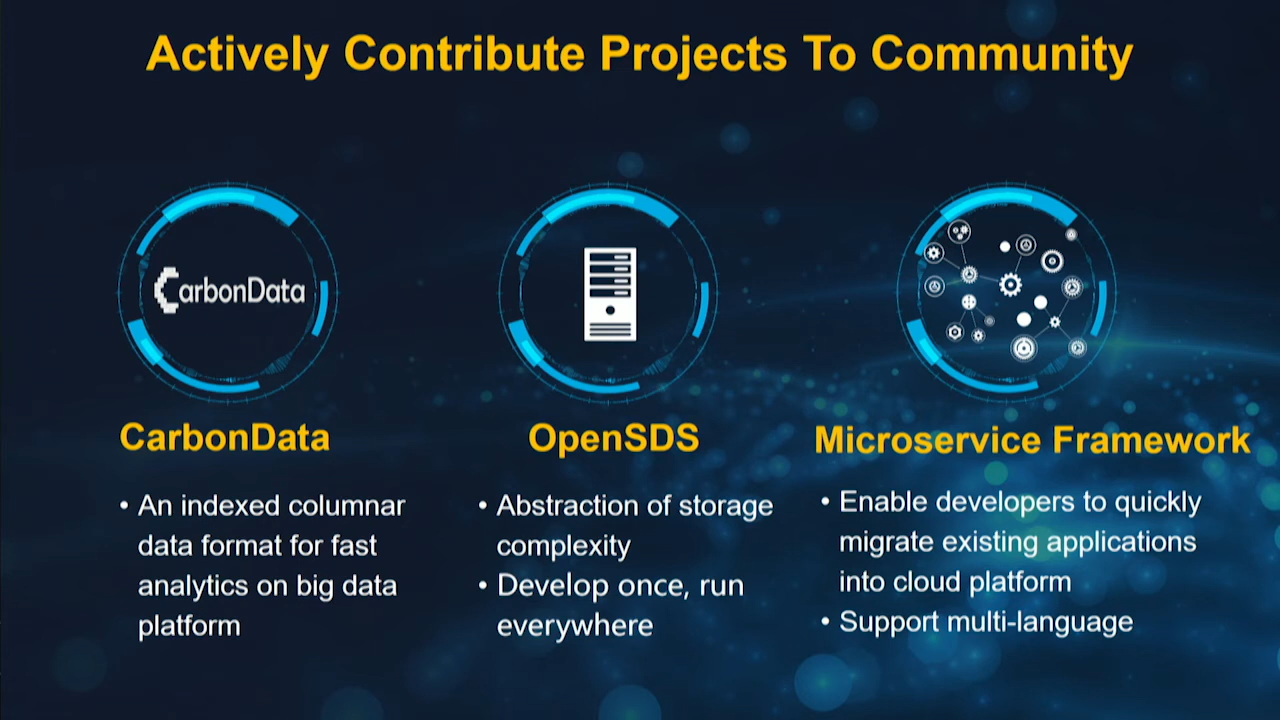 Actively Contribute Projects To Community
CarbonData
CarbonData
• An indexed columnar
data format for fast
analytics on big data
platform
OpenSDS
• Abstraction of storage
complexity
• Develop once, run
everywhere
Microservice Framework
• Enable developers to quickly
migrate existing applications
into cloud platform
• Support multi-language